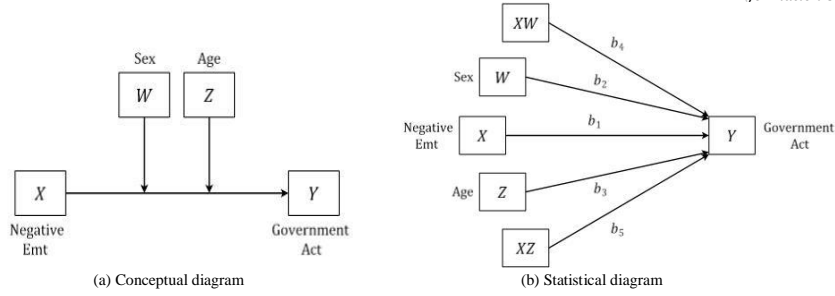 Sex
Age
W
Z
X
Y
Negative
Emt
Government
Act
(a) Conceptual diagram
XW
b4
Sex
W
b2
Negative
Emt
X
b1
Y
Government
Act
Age
Z
b3
XZ
b5
(b) Statistical diagram